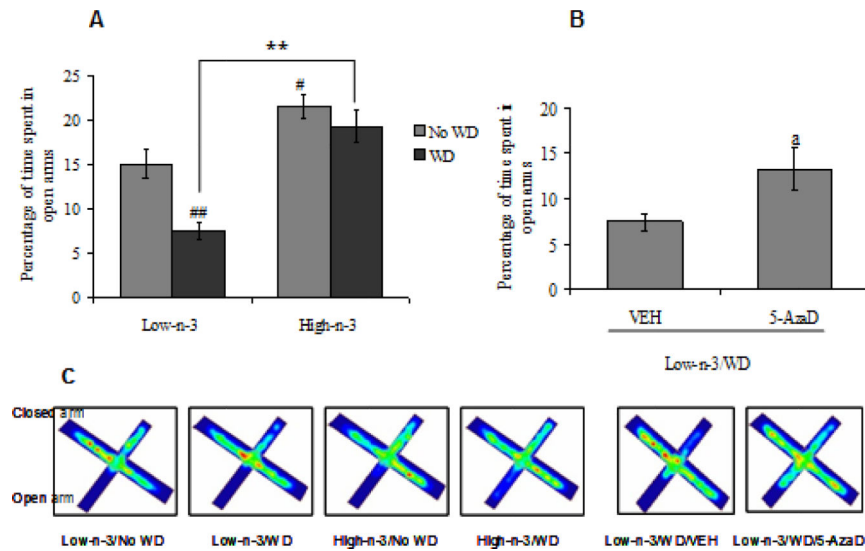 A
**
Percentage of time spent in
open arms
25
20
15
10
5
0
#
##
Low-n-3
High-n-3
No WD
WD
B
Percentage of time spent i
open arms
20
15
10
5
0
a
VEH
5-AzaD
Low-n-3/WD
C
Closed arm
Open arm
Low-n-3/No WD
Low-n-3/WD
High-n-3/No WD
High-n-3/WD
Low-n-3/WD/VEH
Low-n-3/WD/5-AzaD